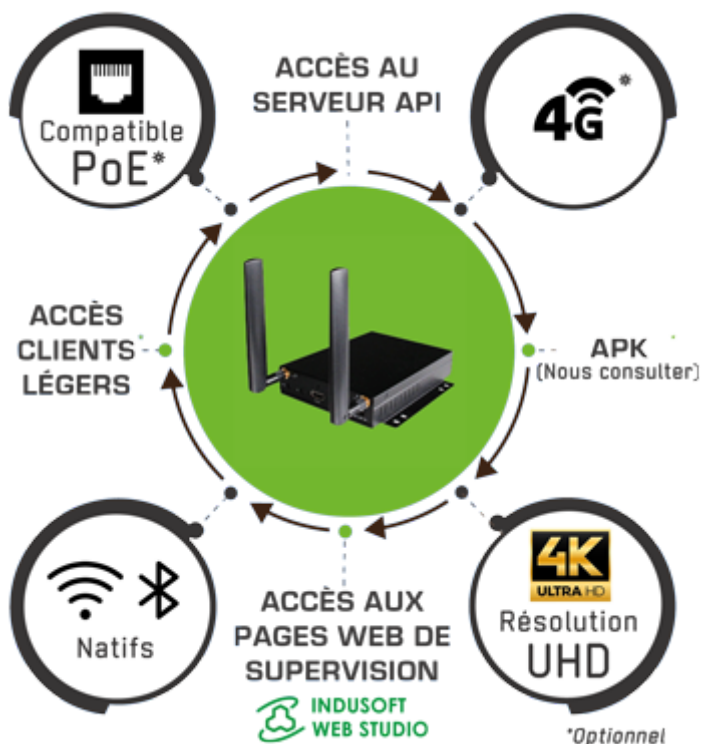 ACCÈS AU
SERVEUR API
Compatible
PoE*
4G*
ACCÈS
CLIENTS*
LÉGERS
APK*
(Nous consulter)
Natifs
4K
ULTRA HD
Résolution
UHD
ACCÈS AUX
PAGES WEB DE
SUPERVISION
INDUSOFT
WEB STUDIO
*Optionnel